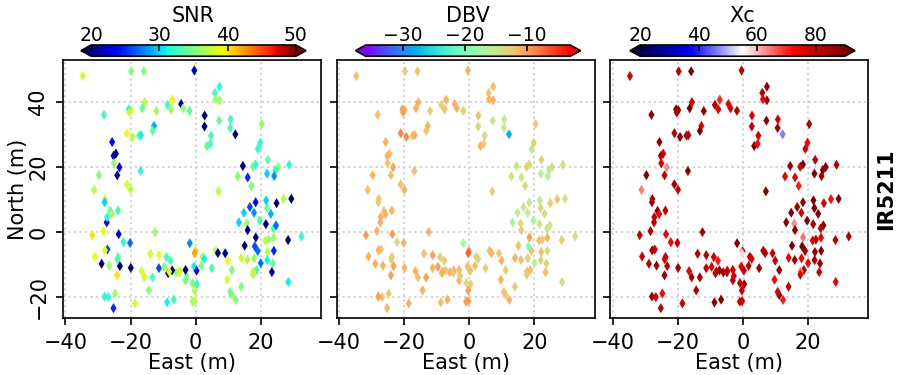 SNR DBV Xc
20 30 40 50 −30 −20 −10 20 40 60 80
North (m)
40
20
0
−20
−40 −20 0 20 −40 −20 0 20 −40 −20 0 20
East (m) East (m) East (m)
IR5211